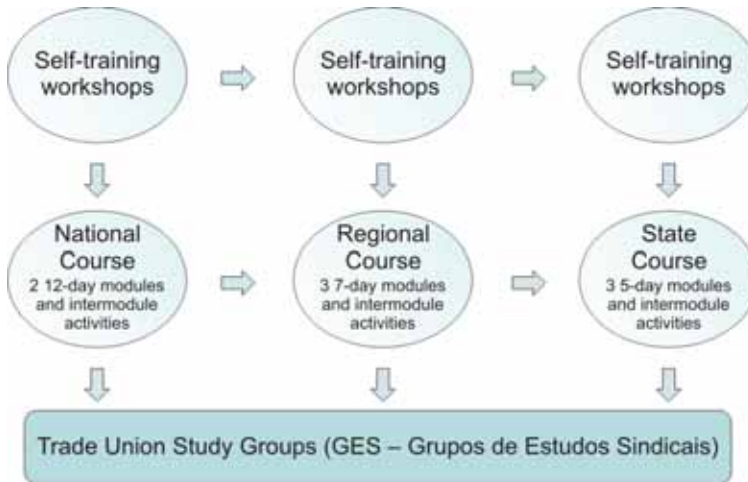 Self-training
workshops
Self-training
workshops
Self-training
workshops
National
Course
2 12-day modules
and intermodule
activities
Regional
Course
3 7-day modules
and intermodule
activities
State
Course
3 5-day modules
and intermodule
activities
Trade Union Study Groups (GES – Grupos de Estudos Sindicais)